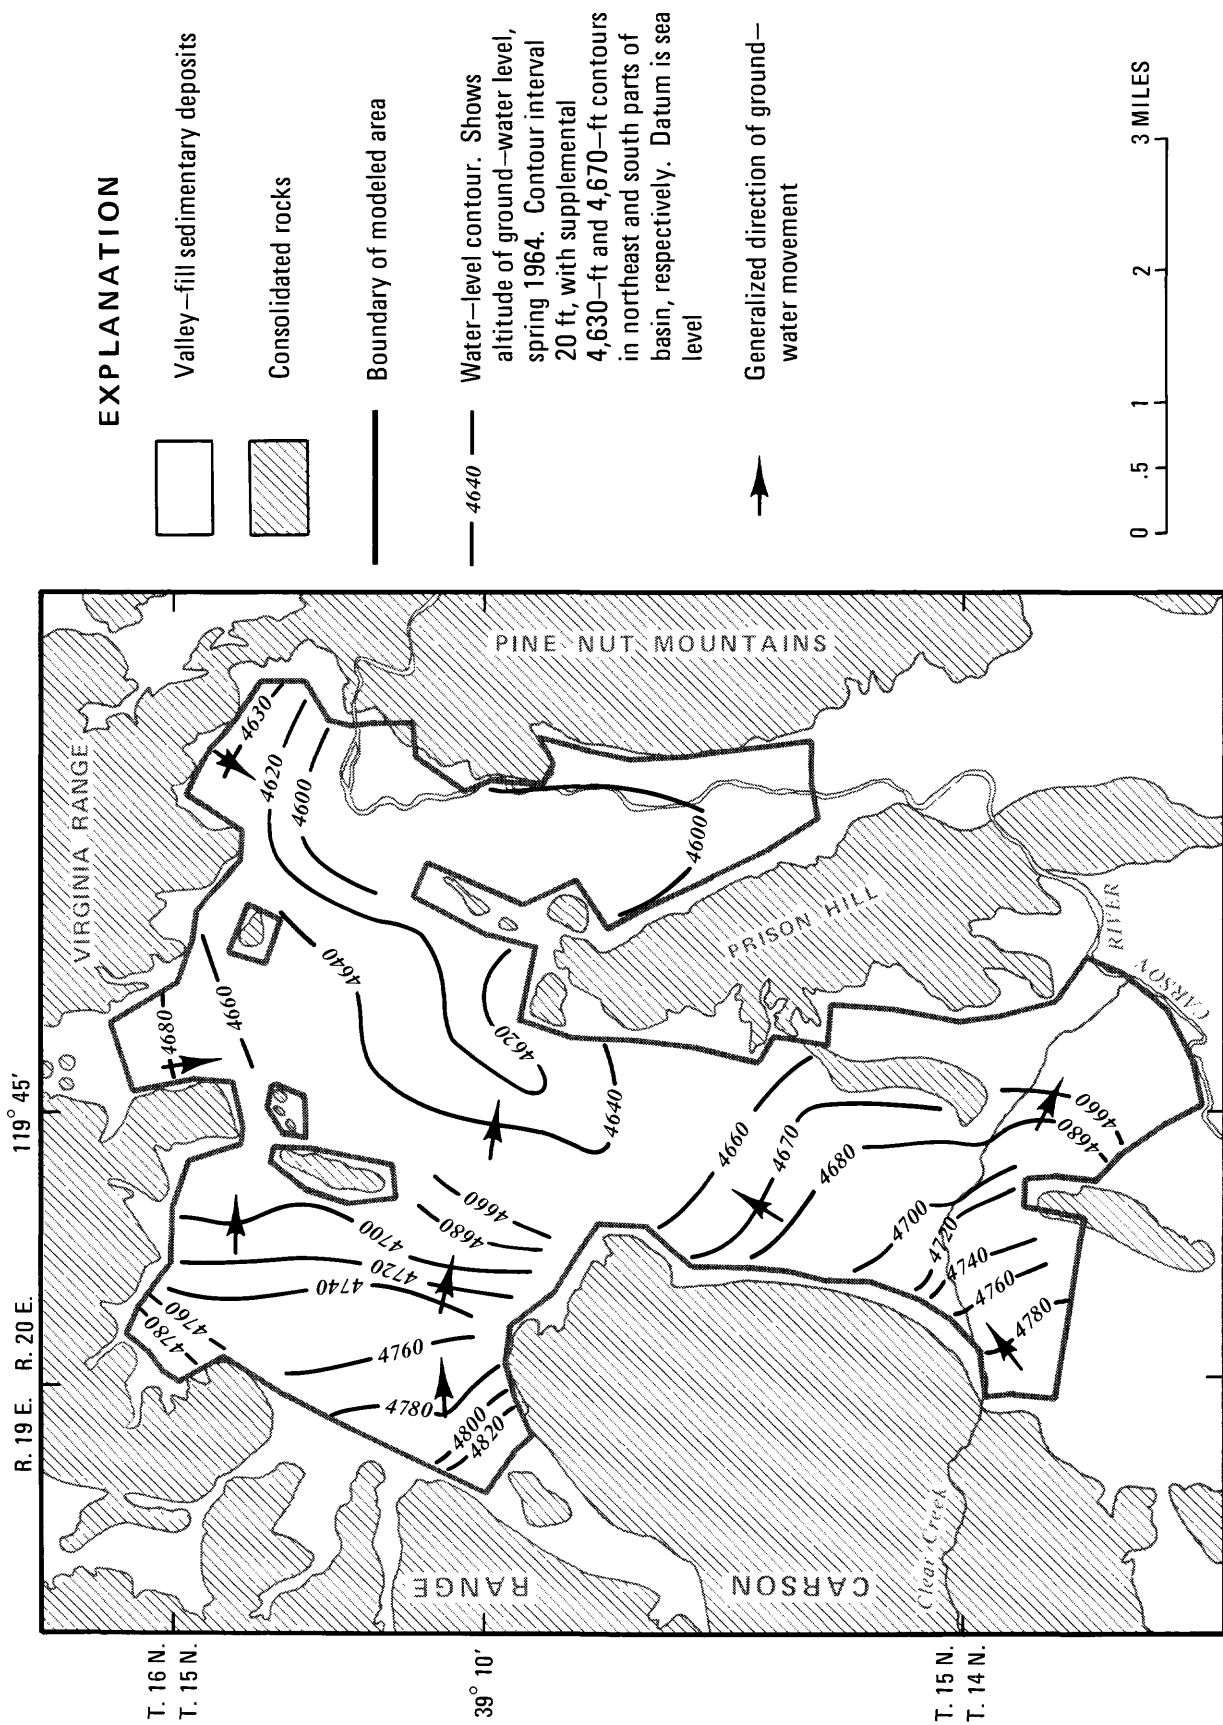 EXPLANATION
Valley–fill sedimentary deposits
Consolidated rocks
Boundary of modeled area
4640
Water–level contour. Shows
altitude of ground–water level,
spring 1964. Contour interval
20 ft, with supplemental
4,630–ft and 4,670–ft contours
in northeast and south parts of
basin, respectively. Datum is sea
level
Generalized direction of ground–
water movement
0 .5 1 2 3 MILES
R. 19 E. R. 20 E.
119° 45'
T. 16 N.
T. 15 N.
39° 10'
T. 15 N.
T. 14 N.
VIRGINIA RANGE
PINE NUT MOUNTAINS
PRISON HILL
CARSON
RIVER
CARSON
RANGE
Clear Creek
4630
4620
4600
4640
4660
4680
4620
4600
4640
4660
4680
4700
4720
4740
4760
4780
4760
4780
4800
4820
4660
4670
4680
4700
4720
4740
4760
4780
4660
4680